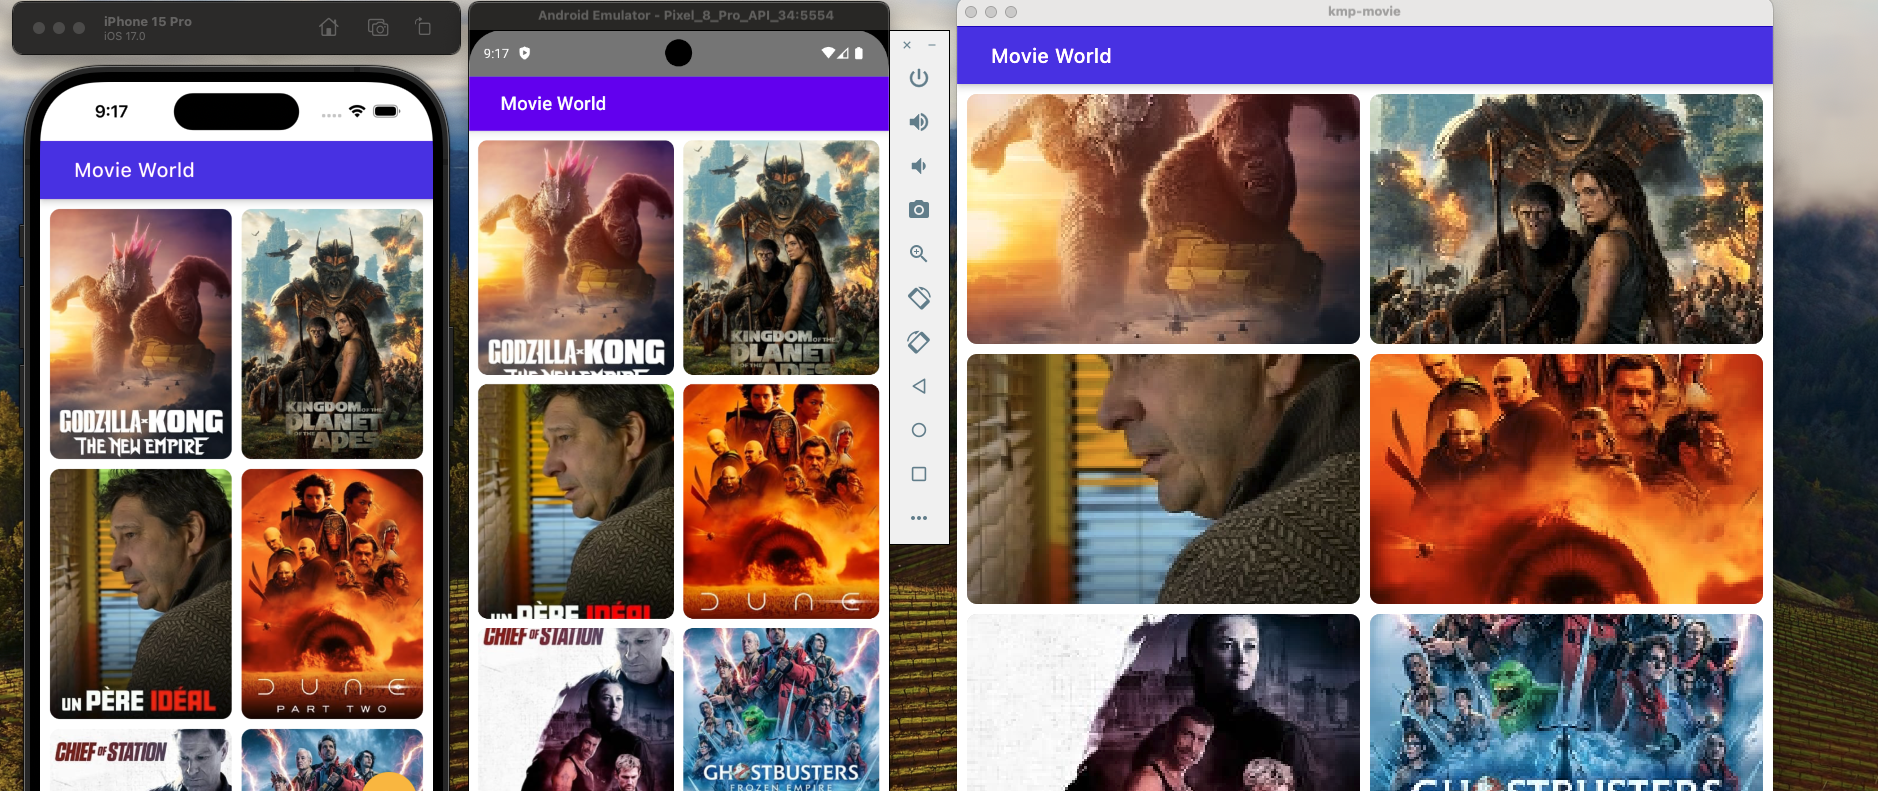 iPhone 15 Pro
iOS 17.0
9:17
Movie World
GODZILLA x KONG
THE NEW EMPIRE
KINGDOM OF THE
PLANET
OF THE APES
UN PÈRE IDÉAL
DUNE
PART TWO
CHIEF OF STATION
Android Emulator - Pixel_8_Pro_API_34:5554
9:17
Movie World
GODZILLA x KONG
THE NEW EMPIRE
KINGDOM OF THE
PLANET
UN PÈRE IDÉAL
DUNE
CHIEF OF STATION
GHOSTBUSTERS
FROZEN EMPIRE
kmp-movie
Movie World
GHOSTBUSTERS